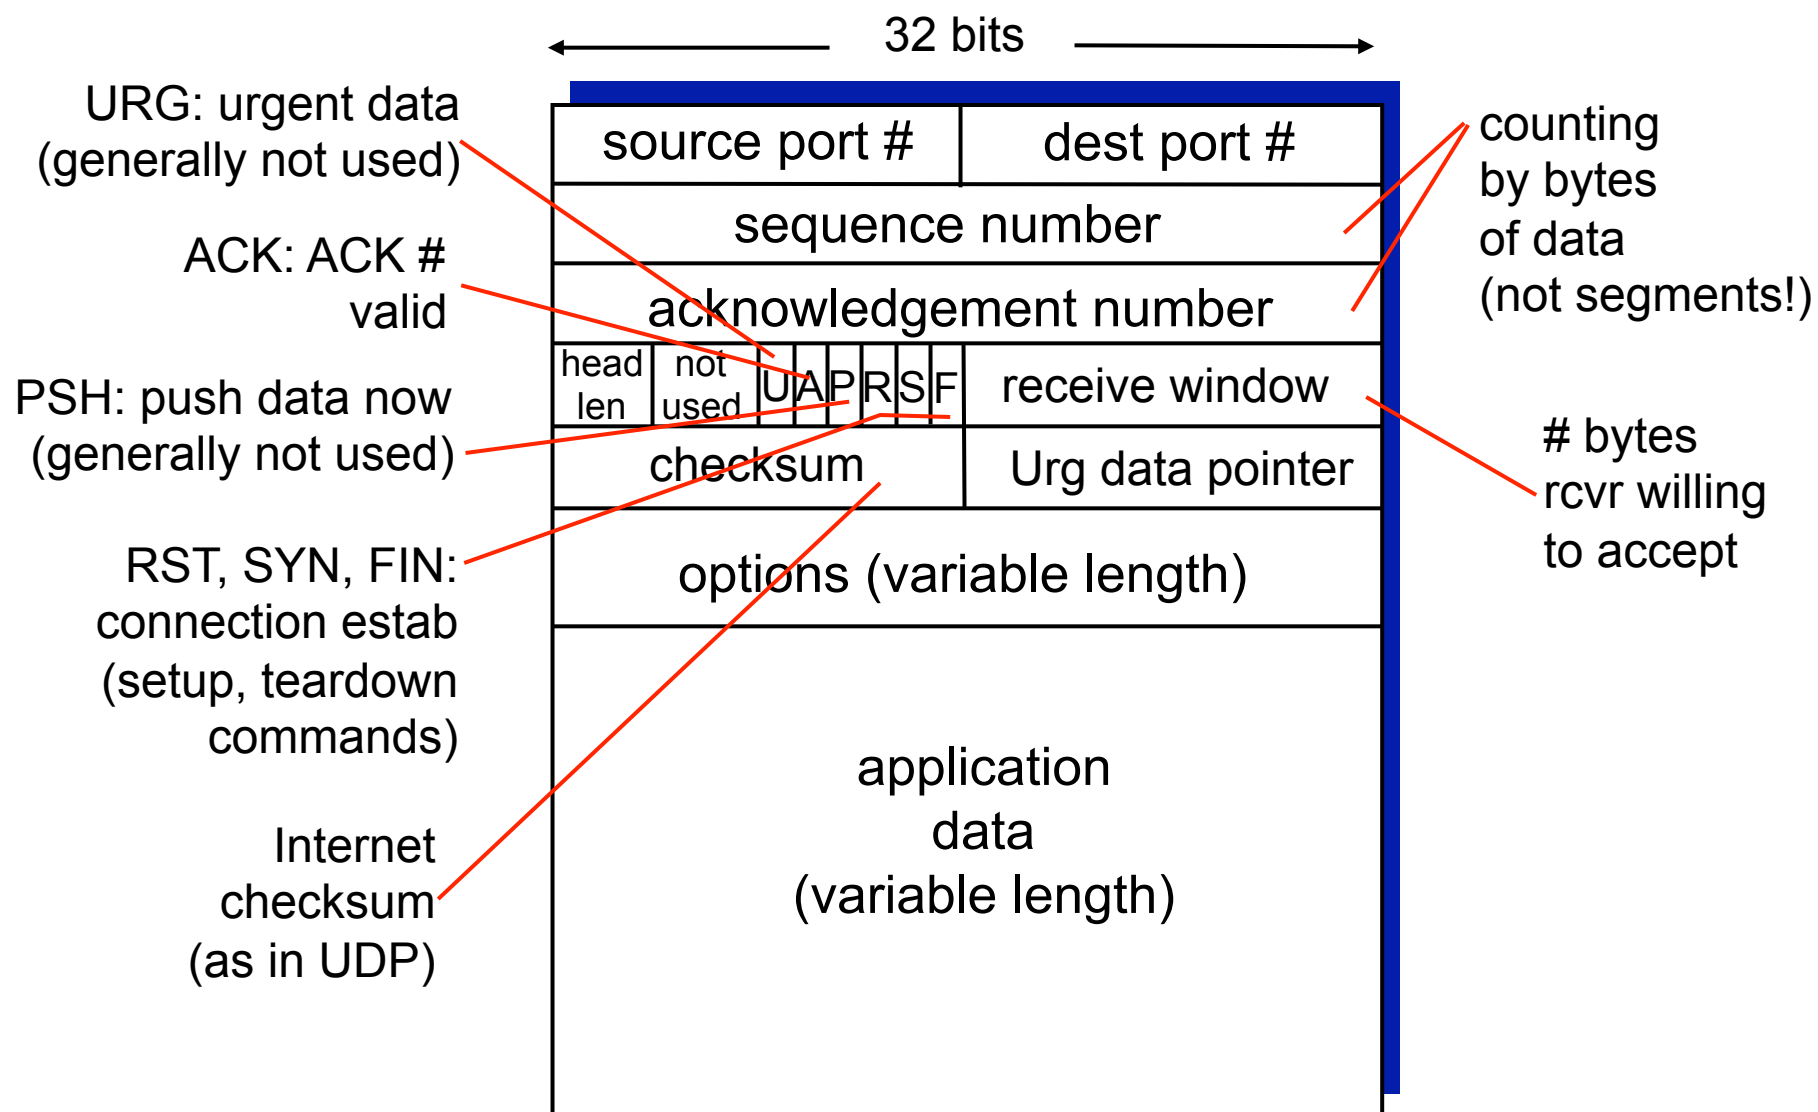 32 bits
URG: urgent data
(generally not used)
ACK: ACK #
valid
PSH: push data now
(generally not used)
RST, SYN, FIN:
connection estab
(setup, teardown
commands)
Internet
checksum
(as in UDP)
source port #
dest port #
sequence number
acknowledgement number
head
len
not
used
U
A
P
R
S
F
receive window
checksum
Urg data pointer
options (variable length)
application
data
(variable length)
counting
by bytes
of data
(not segments!)
# bytes
rcvr willing
to accept